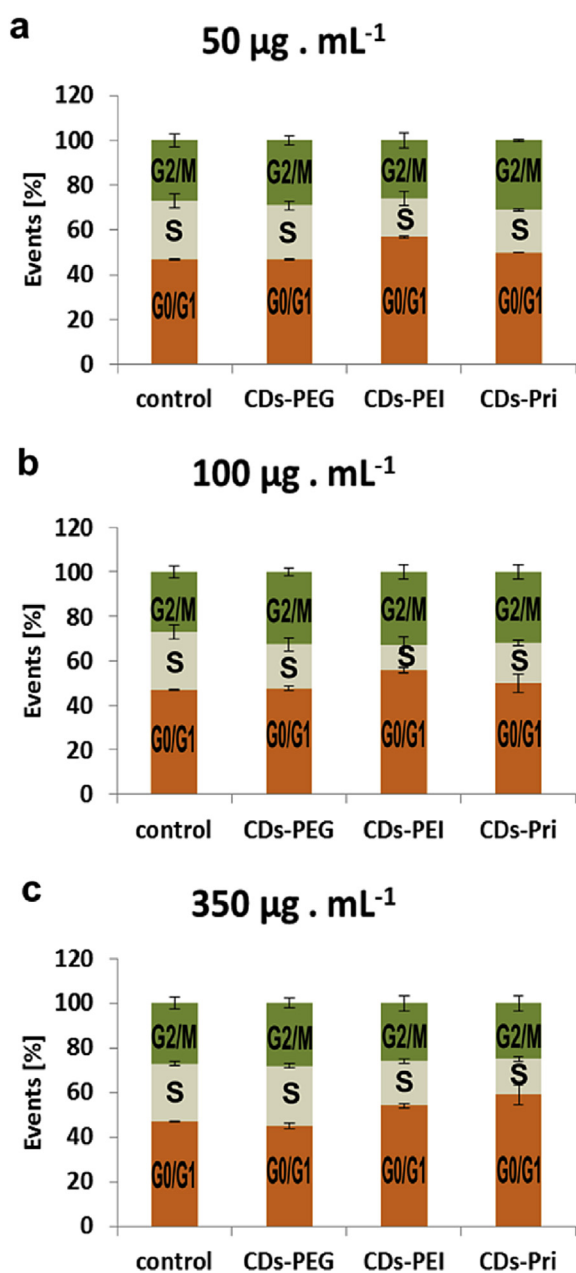 a
50 µg . mL⁻¹
120
100
80
60
40
20
0
Events [%]
G2/M G2/M G2/M G2/M
S S S S
G0/G1 G0/G1 G0/G1 G0/G1
control CDs-PEG CDs-PEI CDs-Pri
b
100 µg . mL⁻¹
120
100
80
60
40
20
0
Events [%]
G2/M G2/M G2/M G2/M
S S S S
G0/G1 G0/G1 G0/G1 G0/G1
control CDs-PEG CDs-PEI CDs-Pri
c
350 µg . mL⁻¹
120
100
80
60
40
20
0
Events [%]
G2/M G2/M G2/M G2/M
S S S S
G0/G1 G0/G1 G0/G1 G0/G1
control CDs-PEG CDs-PEI CDs-Pri